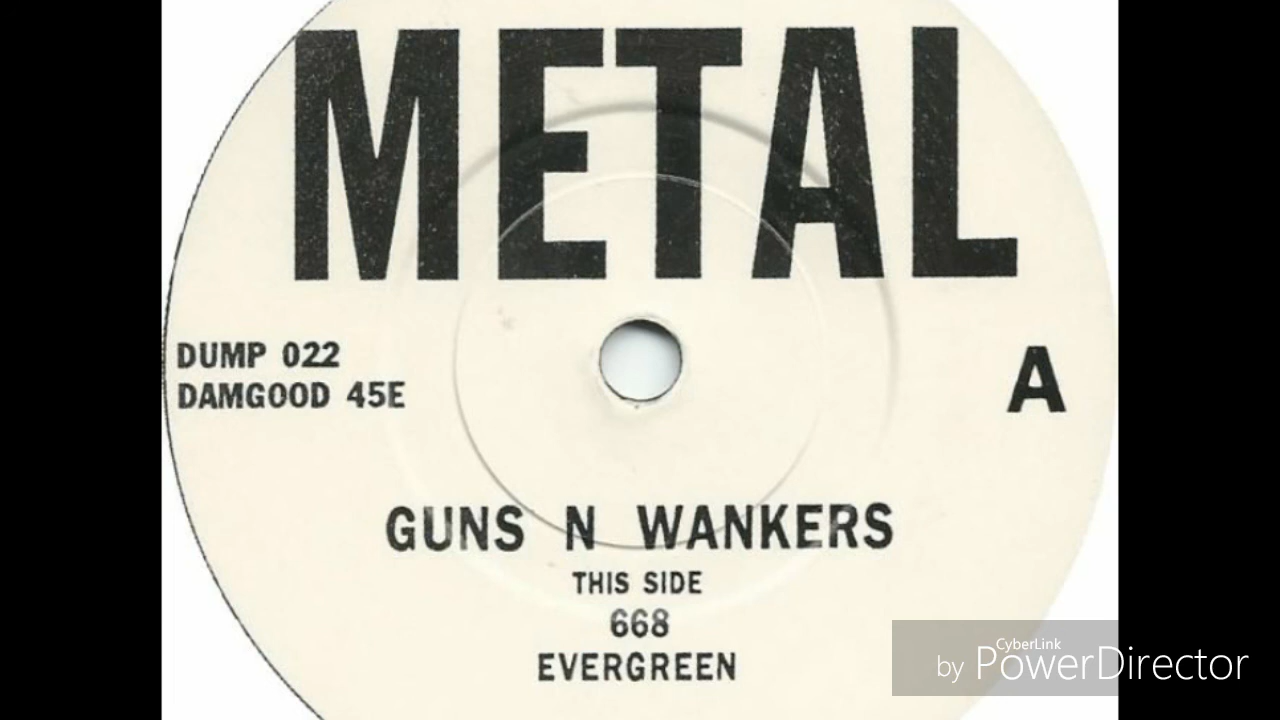 METAL
DUMP 022
DAMGOOD 45E
A
GUNS N WANKERS
THIS SIDE
668
EVERGREEN
CyberLink
by PowerDirector